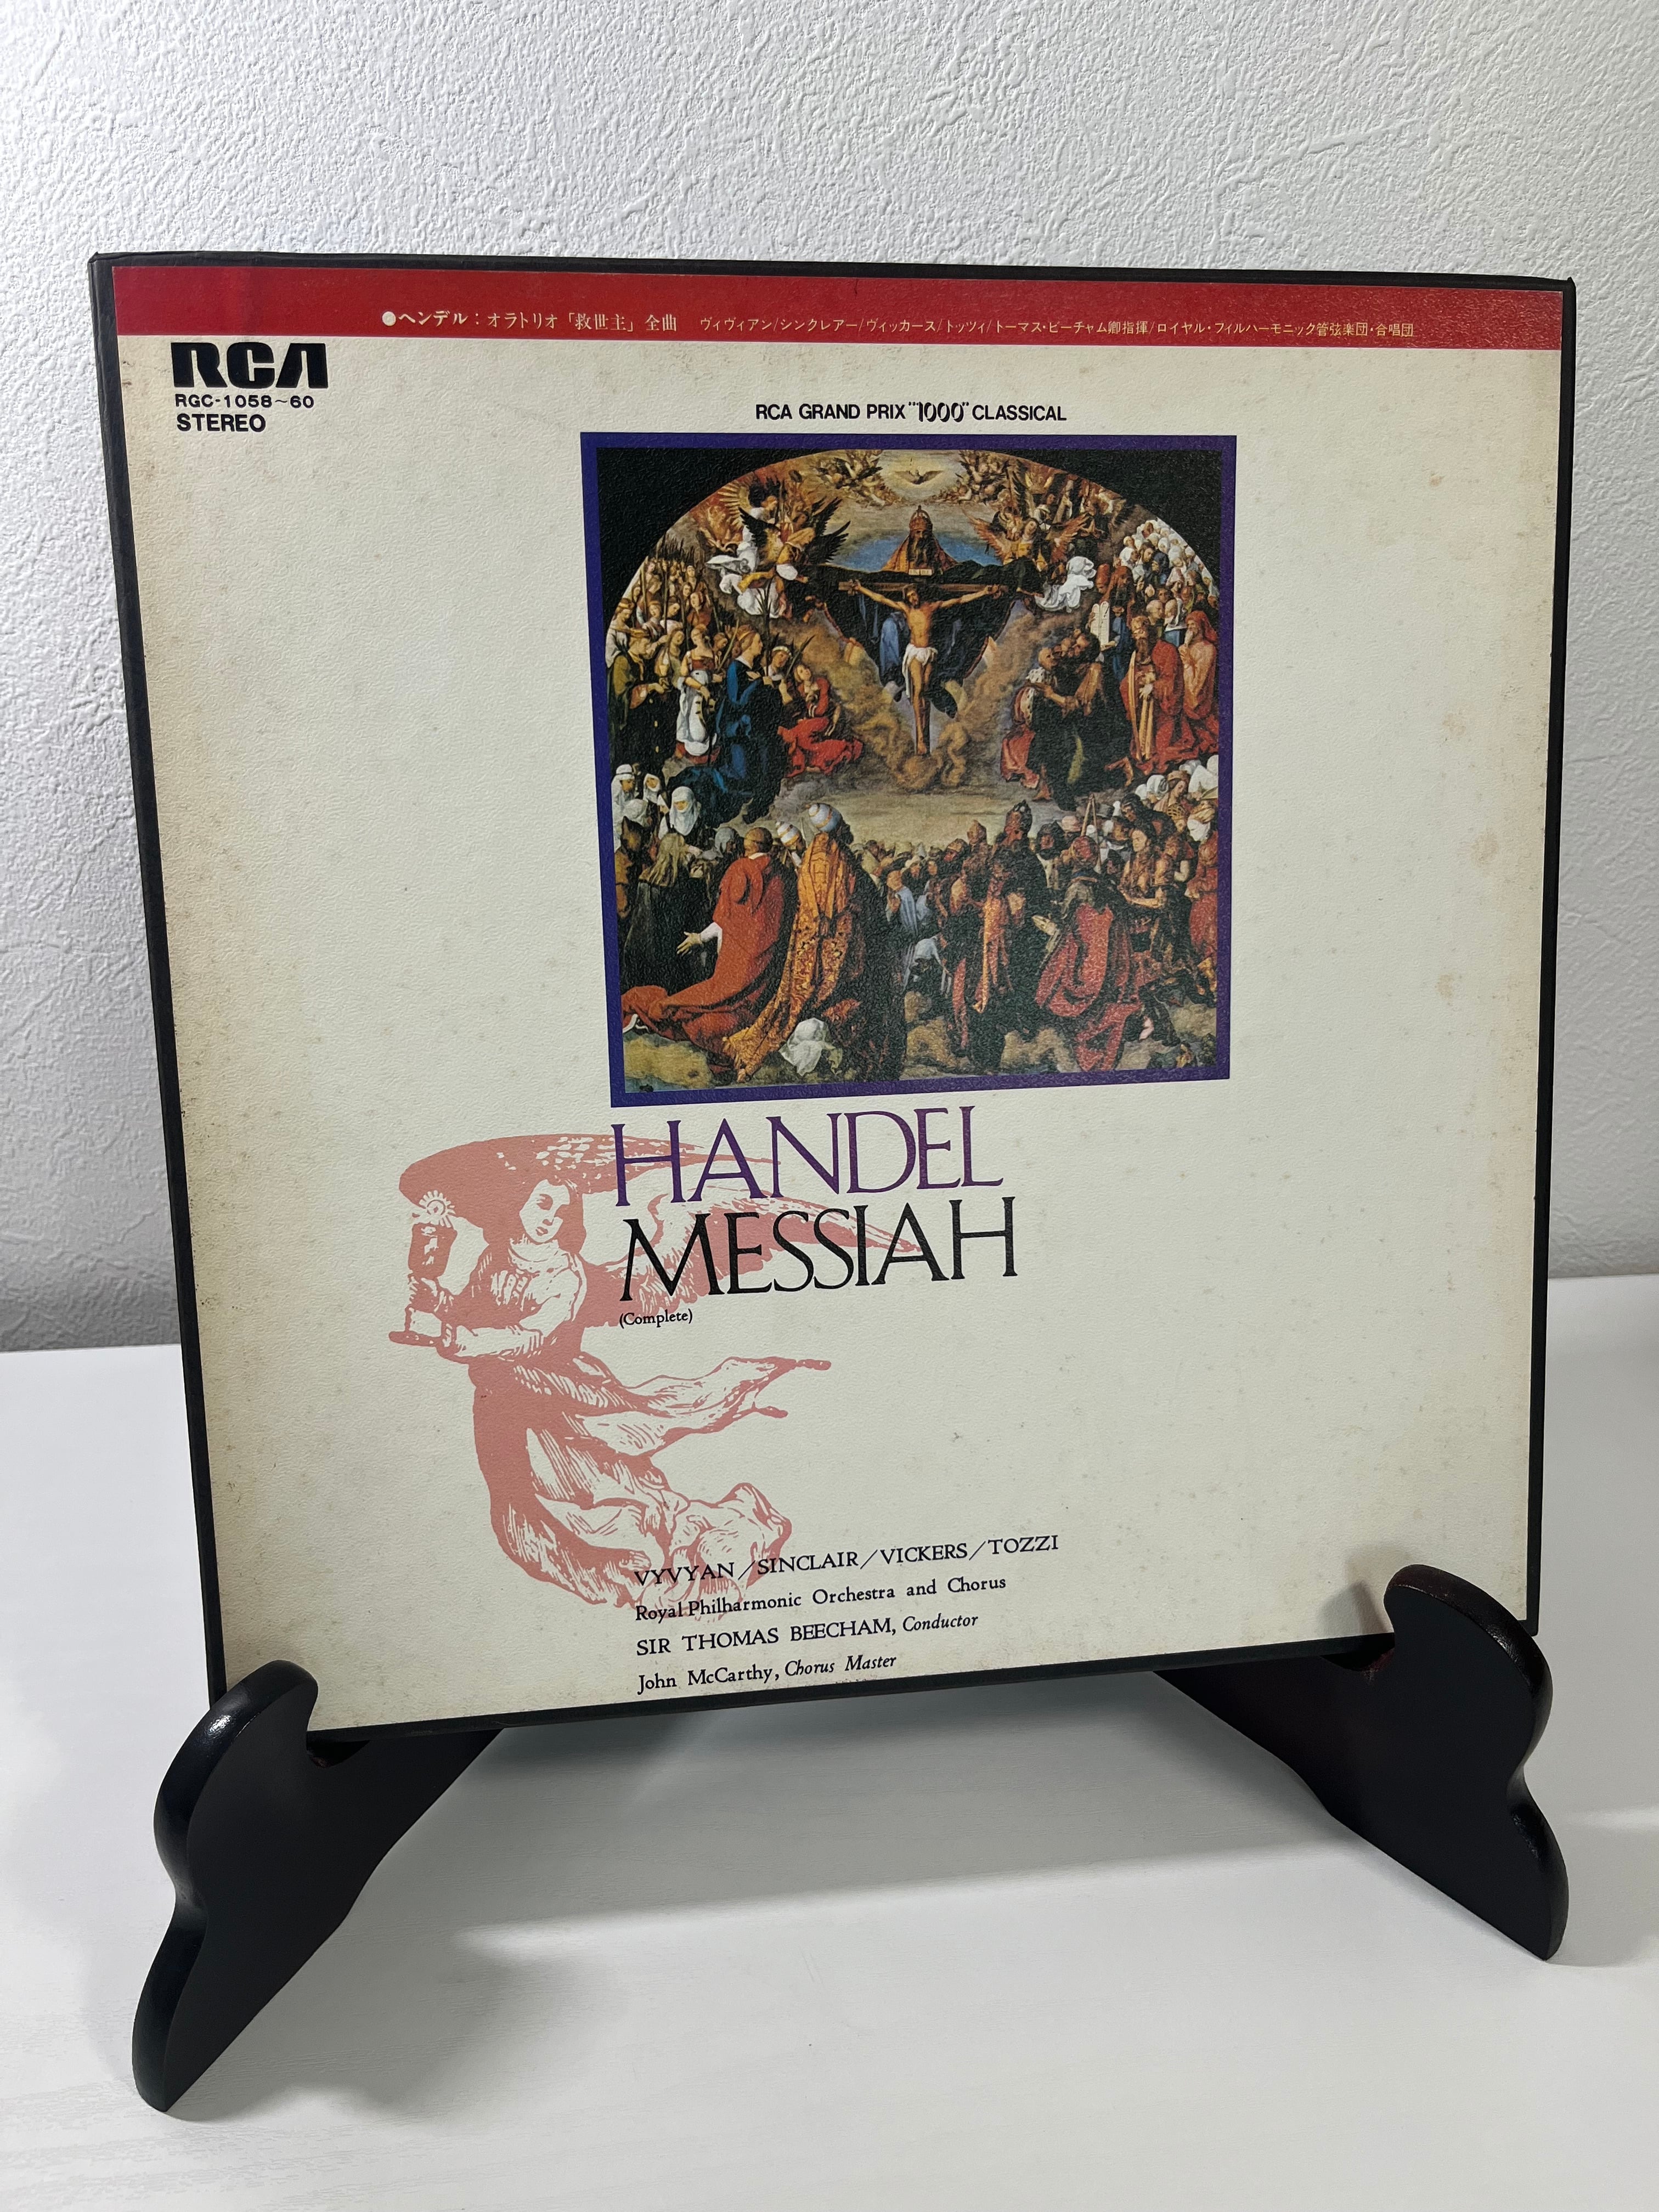 ●ヘンデル：オラトリオ「救世主」全曲　ヴィヴィアン/シンクレアー/ヴィッカース/トッツィ/トーマス・ビーチャム卿指揮/ロイヤル・フィルハーモニック管弦楽団・合唱団
RCA
RGC-1058~60
STEREO
RCA GRAND PRIX "1000" CLASSICAL
HANDEL
MESSIAH
(Complete)
VYVYAN/SINCLAIR/VICKERS/TOZZI
Royal Philharmonic Orchestra and Chorus
SIR THOMAS BEECHAM, Conductor
John McCarthy, Chorus Master